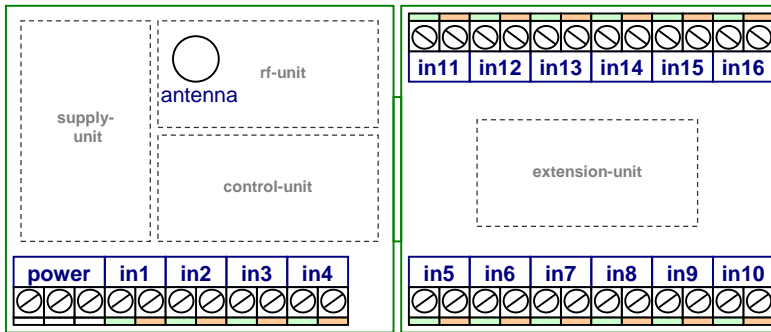 in11 in12 in13 in14 in15 in16
rf-unit
antenna
supply-
unit
control-unit
extension-unit
power in1 in2 in3 in4
in5 in6 in7 in8 in9 in10